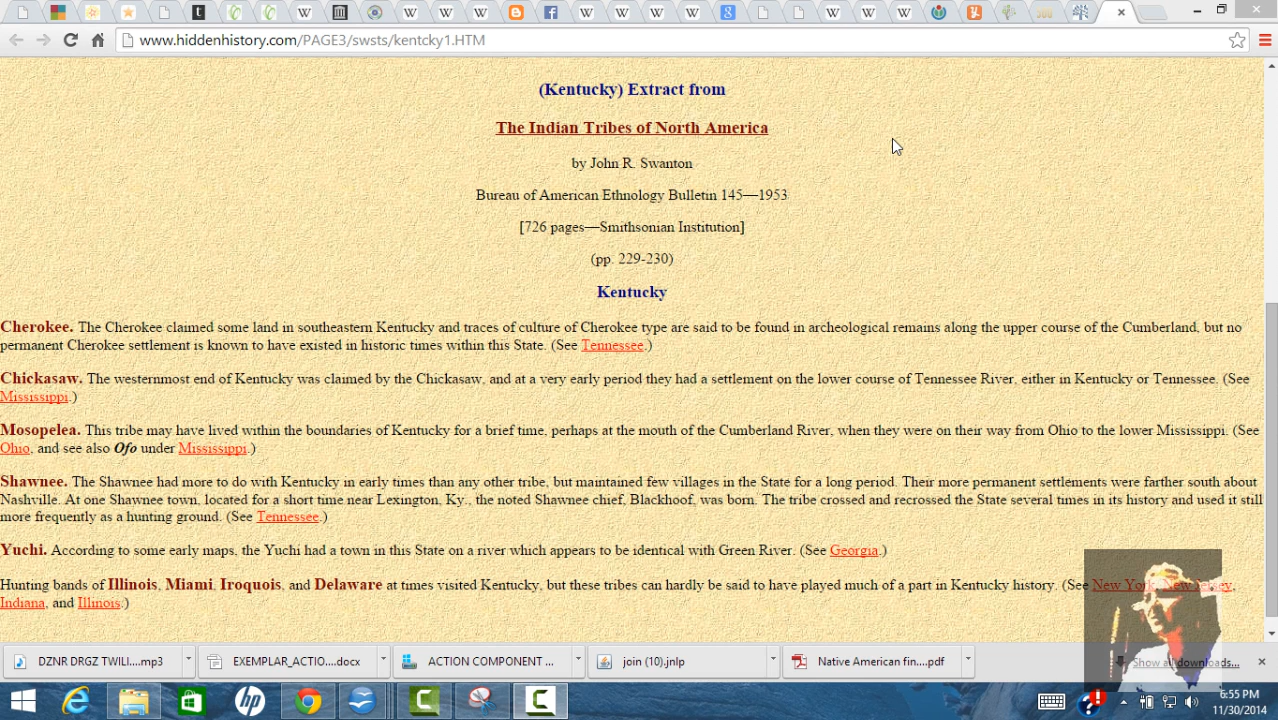 www.hiddenhistory.com/PAGE3/swsts/kentcky1.HTM
(Kentucky) Extract from
The Indian Tribes of North America
by John R. Swanton
Bureau of American Ethnology Bulletin 145—1953
[726 pages—Smithsonian Institution]
(pp. 229-230)
Kentucky
Cherokee. The Cherokee claimed some land in southeastern Kentucky and traces of culture of Cherokee type are said to be found in archeological remains along the upper course of the Cumberland, but no
permanent Cherokee settlement is known to have existed in historic times within this State. (See Tennessee.)
Chickasaw. The westernmost end of Kentucky was claimed by the Chickasaw, and at a very early period they had a settlement on the lower course of Tennessee River, either in Kentucky or Tennessee. (See
Mississippi.)
Mosopelea. This tribe may have lived within the boundaries of Kentucky for a brief time, perhaps at the mouth of the Cumberland River, when they were on their way from Ohio to the lower Mississippi. (See
Ohio, and see also Ofo under Mississippi.)
Shawnee. The Shawnee had more to do with Kentucky in early times than any other tribe, but maintained few villages in the State for a long period. Their more permanent settlements were farther south about
Nashville. At one Shawnee town, located for a short time near Lexington, Ky., the noted Shawnee chief, Blackhoof, was born. The tribe crossed and recrossed the State several times in its history and used it still
more frequently as a hunting ground. (See Tennessee.)
Yuchi. According to some early maps, the Yuchi had a town in this State on a river which appears to be identical with Green River. (See Georgia.)
Hunting bands of Illinois, Miami, Iroquois, and Delaware at times visited Kentucky, but these tribes can hardly be said to have played much of a part in Kentucky history. (See New York, New Jersey,
Indiana, and Illinois.)
DZNR DRGZ TWILI....mp3
EXEMPLAR_ACTIO....docx
ACTION COMPONENT ...
join (10).jnlp
Native American fin....pdf
Show all downloads...
6:55 PM
11/30/2014